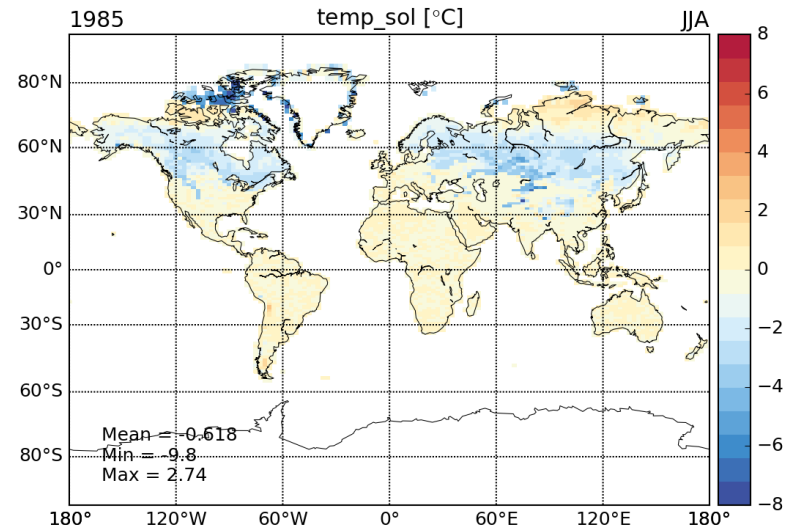 1985 temp_sol [°C] JJA
80°N
60°N
30°N
0°
30°S
60°S
80°S
Mean = -0.618
Min = -9.8
Max = 2.74
180° 120°W 60°W 0° 60°E 120°E 180°
8
6
4
2
0
−2
−4
−6
−8